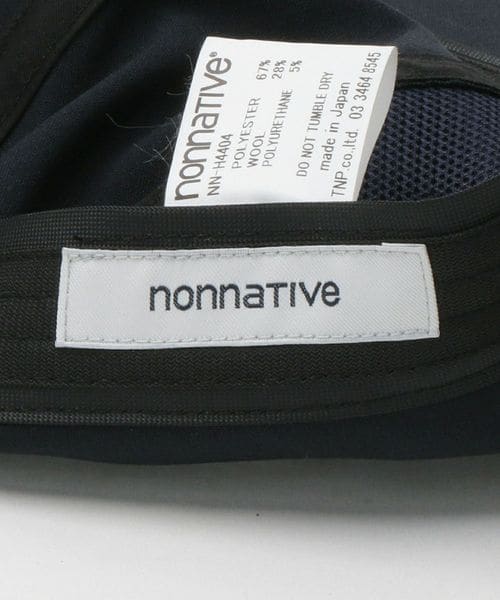 nonnaTIve®
NN-H4404
POLYESTER 67%
WOOL 28%
POLYURETHANE 5%
DO NOT TUMBLE DRY
made in Japan
TNP co.,ltd. 03 3464 8545
nonnaTIve